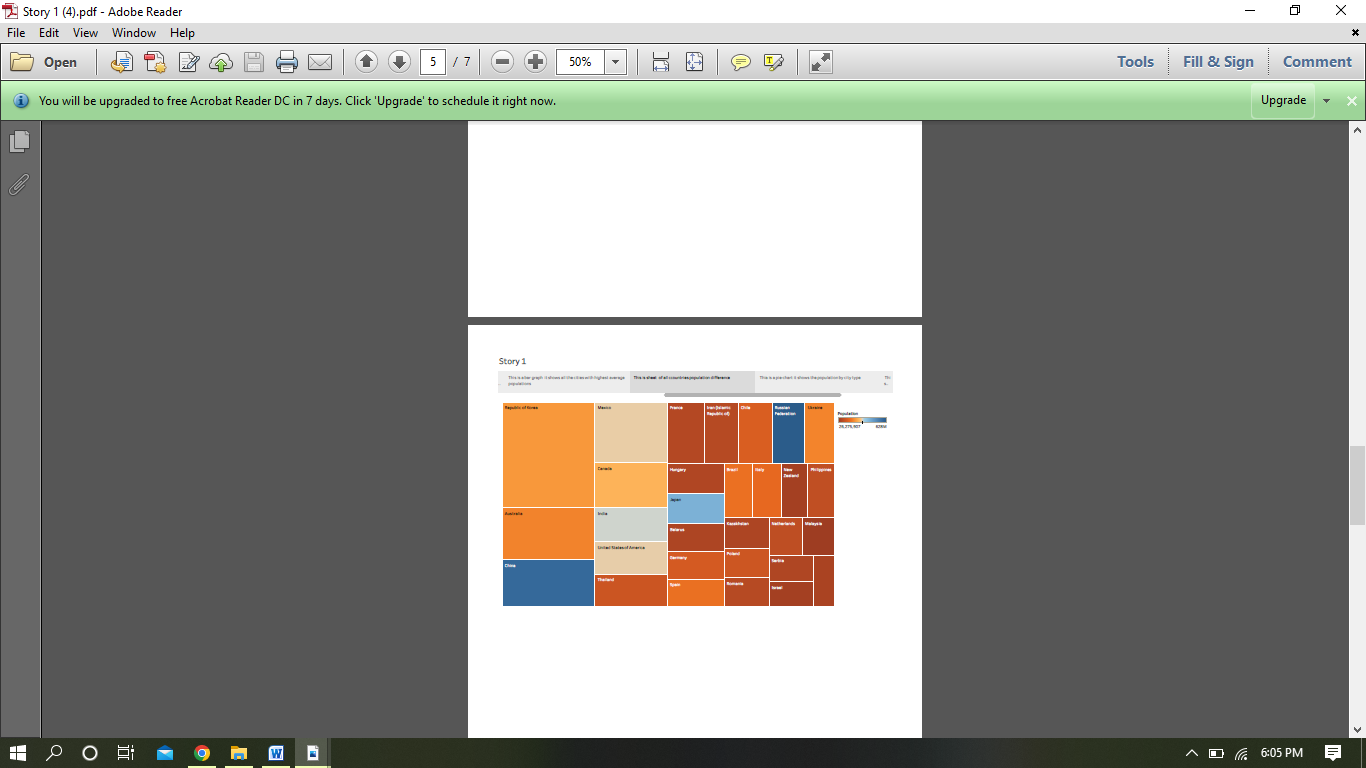 Story 1 (4).pdf - Adobe Reader
File Edit View Window Help
Open 5 / 7 50% Tools Fill & Sign Comment
You will be upgraded to free Acrobat Reader DC in 7 days. Click 'Upgrade' to schedule it right now. Upgrade
Story 1
This is a bar graph it shows all the cities with highest average
populations
This is sheet of all countries population difference
This is a pie chart it shows the population by city type
Republic of Korea
Australia
China
Mexico
Canada
India
United States of America
Thailand
France
Iran (Islamic
Republic of)
Chile
Russian
Federation
Ukraine
Hungary
Japan
Belarus
Germany
Spain
Brazil
Italy
New
Zealand
Philippines
Kazakhstan
Poland
Romania
Netherlands
Malaysia
Serbia
Israel
Population
6:05 PM